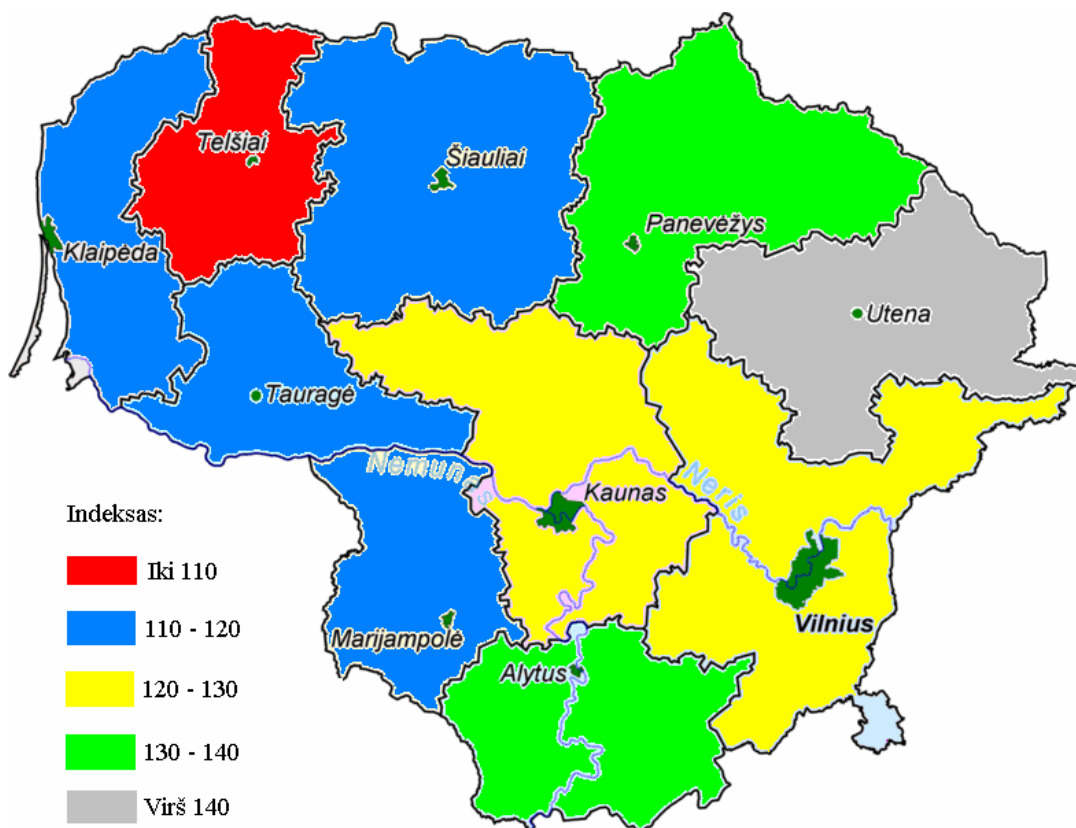 Telšiai
Šiauliai
Klaipėda
Panevėžys
Utena
Tauragė
Nemunas
Neris
Kaunas
Vilnius
Marijampolė
Alytus
Indeksas:
Iki 110
110 - 120
120 - 130
130 - 140
Virš 140